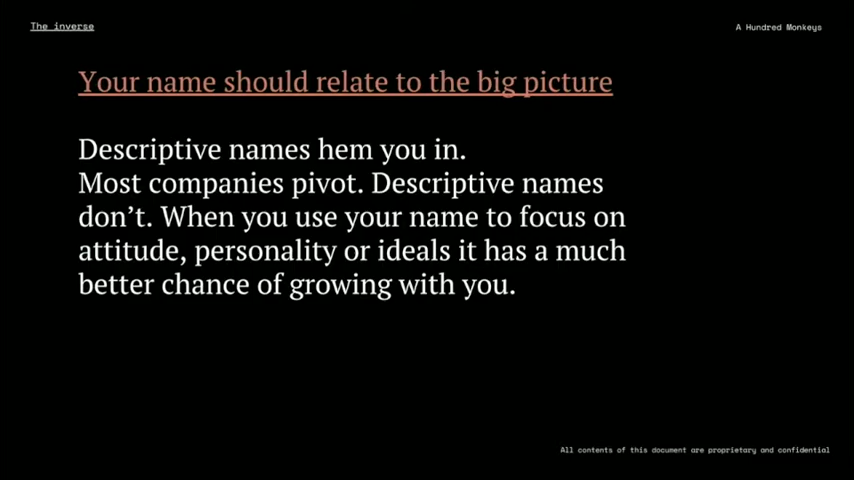 The inverse
A Hundred Monkeys
Your name should relate to the big picture
Descriptive names hem you in.
Most companies pivot. Descriptive names
don't. When you use your name to focus on
attitude, personality or ideals it has a much
better chance of growing with you.
All contents of this document are proprietary and confidential